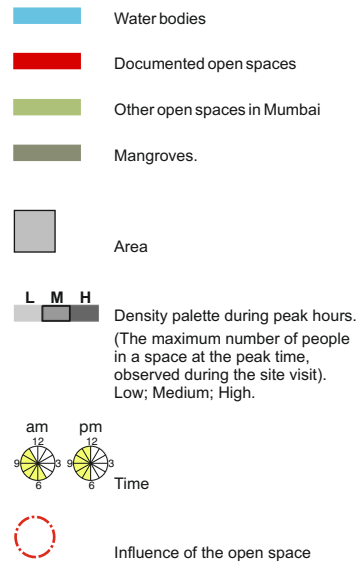 Water bodies
Documented open spaces
Other open spaces in Mumbai
Mangroves.
Area
L M H
Density palette during peak hours.
(The maximum number of people
in a space at the peak time,
observed during the site visit).
Low; Medium; High.
am pm
12 12
9 3 9 3
6 6
Time
Influence of the open space